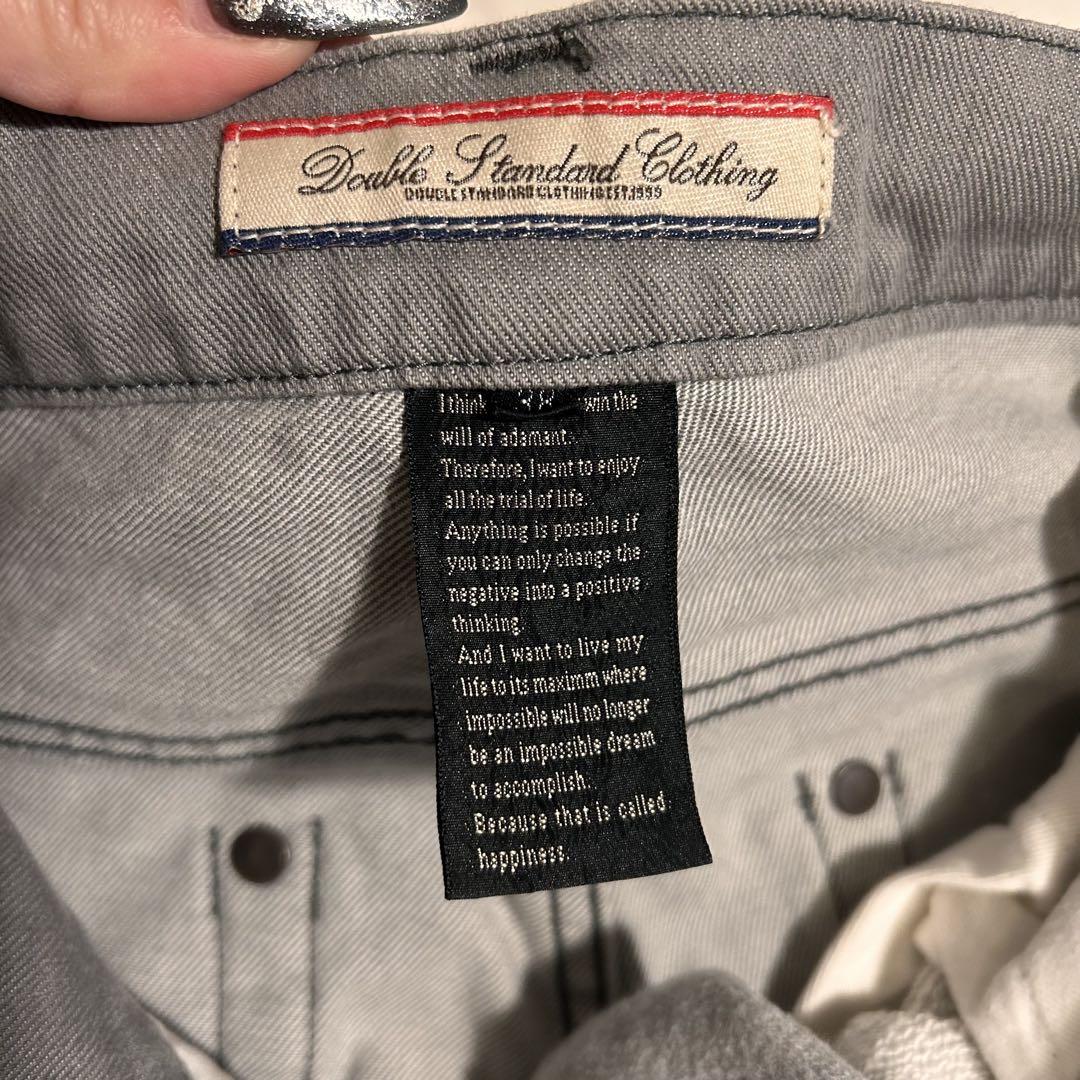 Double Standard Clothing
DOUBLE STANDARD CLOTHING EST.1999
I think win the
will of adamant.
Therefore, I want to enjoy
all the trial of life.
Anything is possible if
you can only change the
negative into a positive
thinking.
And I want to live my
life to its maximm where
impossible will no longer
be an impossible dream
to accomplish.
Because that is called
happiness.